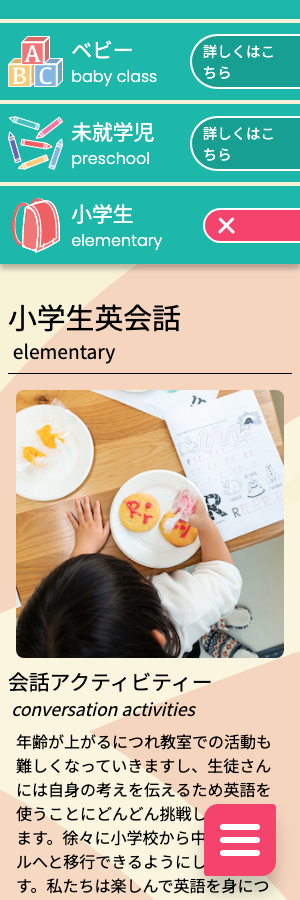 A
B C
ベビー
baby class
詳しくはこ
ちら
未就学児
preschool
詳しくはこ
ちら
小学生
elementary
小学生英会話
elementary
R r
R
会話アクティビティー
conversation activities
年齢が上がるにつれ教室での活動も
難しくなっていきますし、生徒さん
には自身の考えを伝えるため英語を
使うことにどんどん挑戦し
ます。徐々に小学校から中
ルへと移行できるようにし
す。私たちは楽しんで英語を身につ